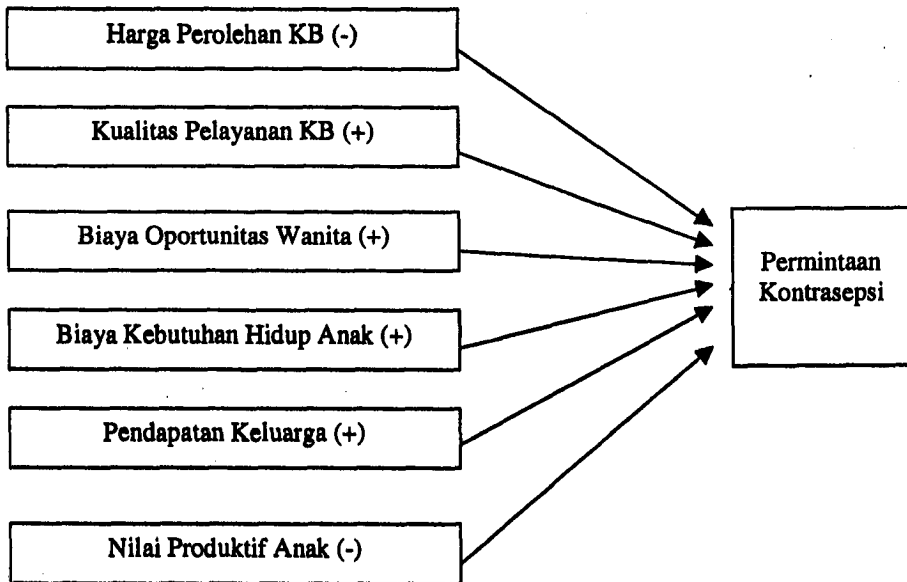 Harga Perolehan KB (-)
Kualitas Pelayanan KB (+)
Biaya Oportunitas Wanita (+)
Biaya Kebutuhan Hidup Anak (+)
Pendapatan Keluarga (+)
Nilai Produktif Anak (-)
Permintaan
Kontrasepsi